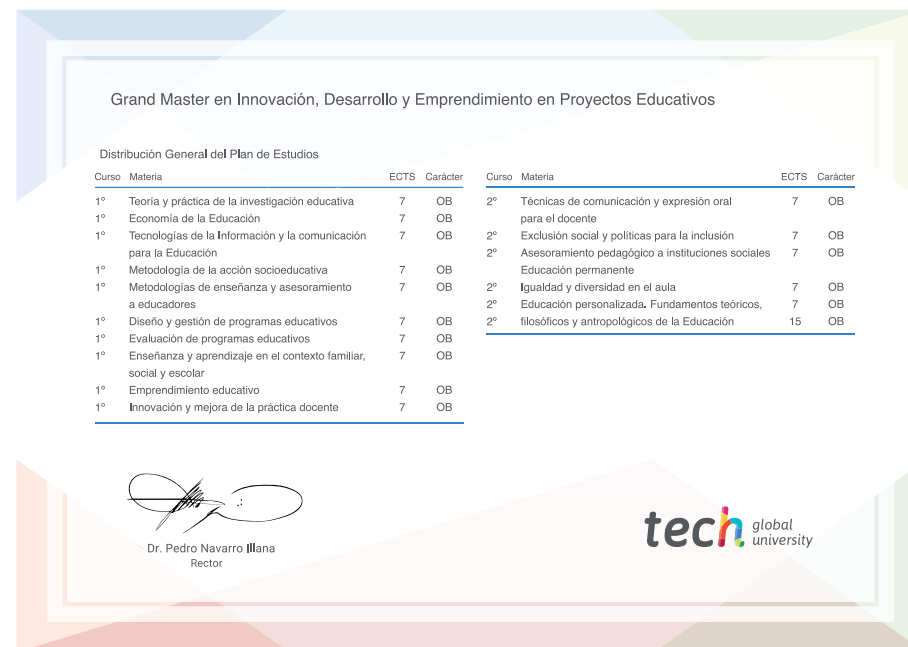 Grand Master en Innovación, Desarrollo y Emprendimiento en Proyectos Educativos
Distribución General del Plan de Estudios
Curso Materia ECTS Carácter
1º Teoría y práctica de la investigación educativa 7 OB
1º Economía de la Educación 7 OB
1º Tecnologías de la Información y la comunicación 7 OB
para la Educación
1º Metodología de la acción socioeducativa 7 OB
1º Metodologías de enseñanza y asesoramiento 7 OB
a educadores
1º Diseño y gestión de programas educativos 7 OB
1º Evaluación de programas educativos 7 OB
1º Enseñanza y aprendizaje en el contexto familiar, 7 OB
social y escolar
1º Emprendimiento educativo 7 OB
1º Innovación y mejora de la práctica docente 7 OB
Curso Materia ECTS Carácter
2º Técnicas de comunicación y expresión oral 7 OB
para el docente
2º Exclusión social y políticas para la inclusión 7 OB
2º Asesoramiento pedagógico a instituciones sociales 7 OB
Educación permanente
2º Igualdad y diversidad en el aula 7 OB
2º Educación personalizada. Fundamentos teóricos, 7 OB
2º filosóficos y antropológicos de la Educación 15 OB
Dr. Pedro Navarro Illana
Rector
tech global
university